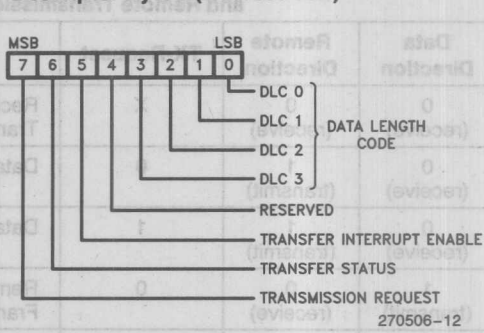 MSB LSB
7 6 5 4 3 2 1 0
DLC 0
DLC 1
DLC 2
DLC 3
DATA LENGTH
CODE
RESERVED
TRANSFER INTERRUPT ENABLE
TRANSFER STATUS
TRANSMISSION REQUEST
270506-12